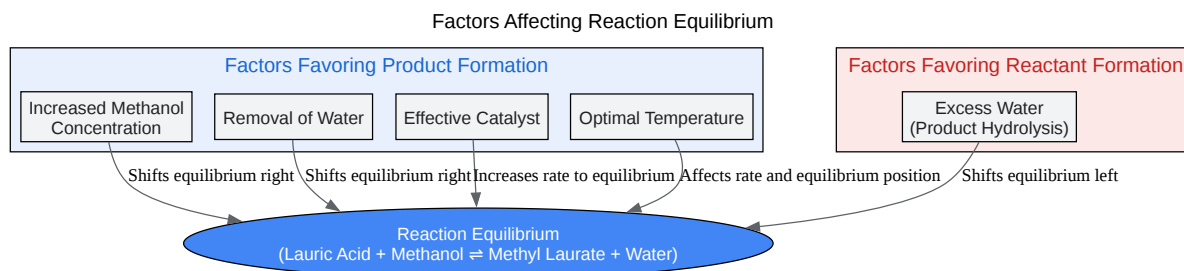 Factors Affecting Reaction Equilibrium
Factors Favoring Product Formation
Factors Favoring Reactant Formation
Increased Methanol
Concentration
Removal of Water
Effective Catalyst
Optimal Temperature
Excess Water
(Product Hydrolysis)
Shifts equilibrium right
Shifts equilibrium right
Increases rate to equilibrium
Affects rate and equilibrium position
Shifts equilibrium left
Reaction Equilibrium
(Lauric Acid + Methanol ⇌ Methyl Laurate + Water)